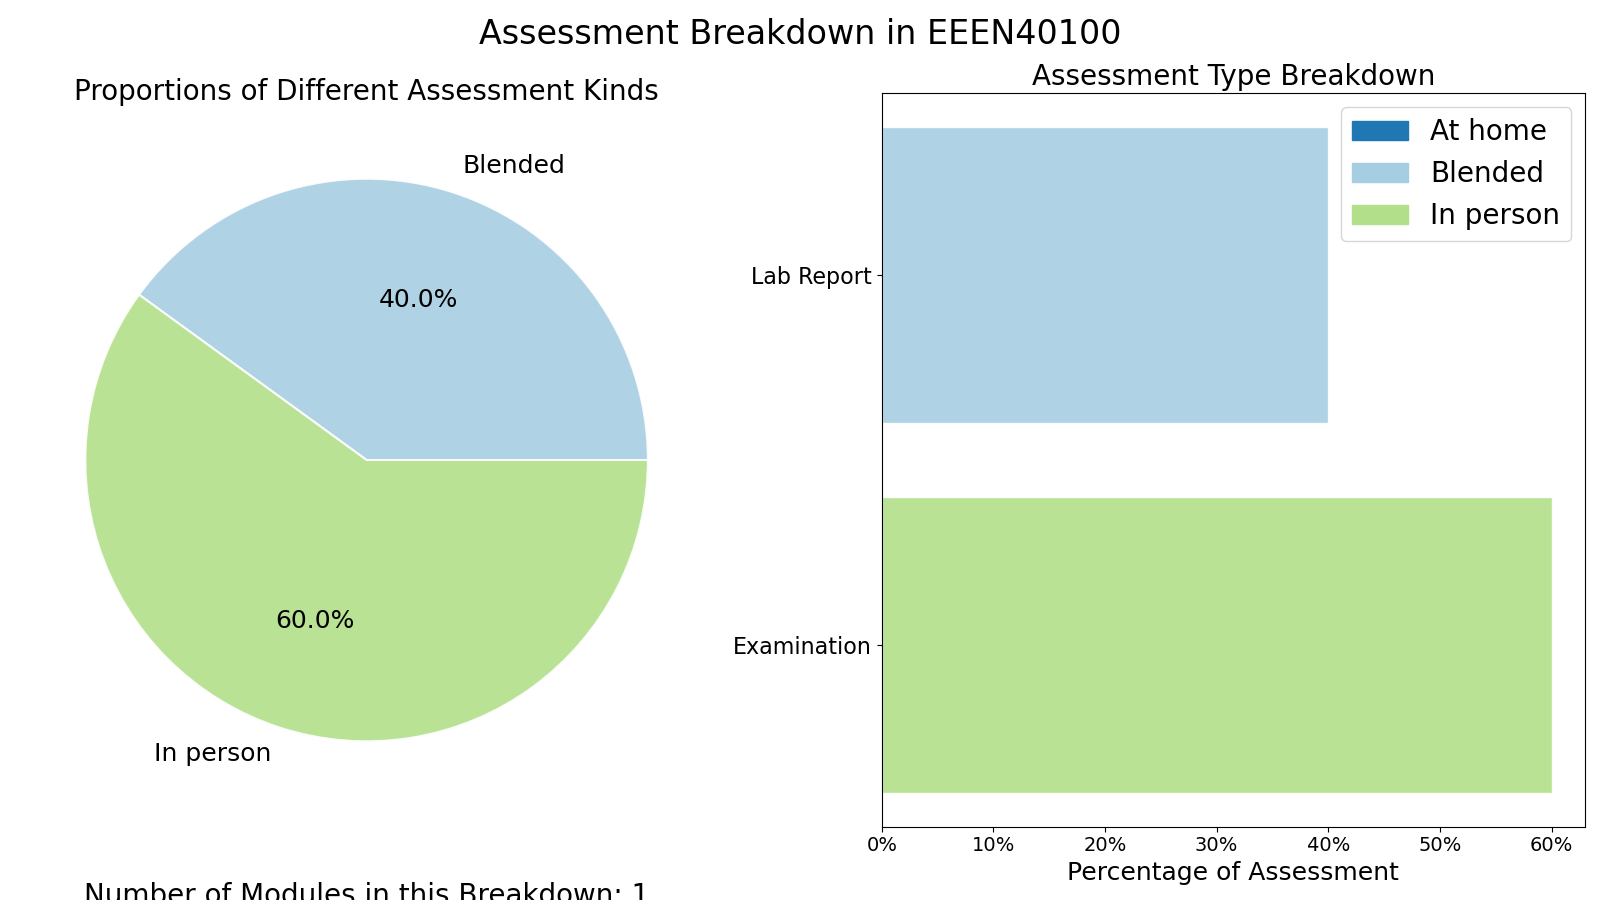 Assessment Breakdown in EEEN40100
Proportions of Different Assessment Kinds
Blended
40.0%
60.0%
In person
Number of Modules in this Breakdown: 1
Assessment Type Breakdown
At home
Blended
In person
Lab Report
Examination
0% 10% 20% 30% 40% 50% 60%
Percentage of Assessment